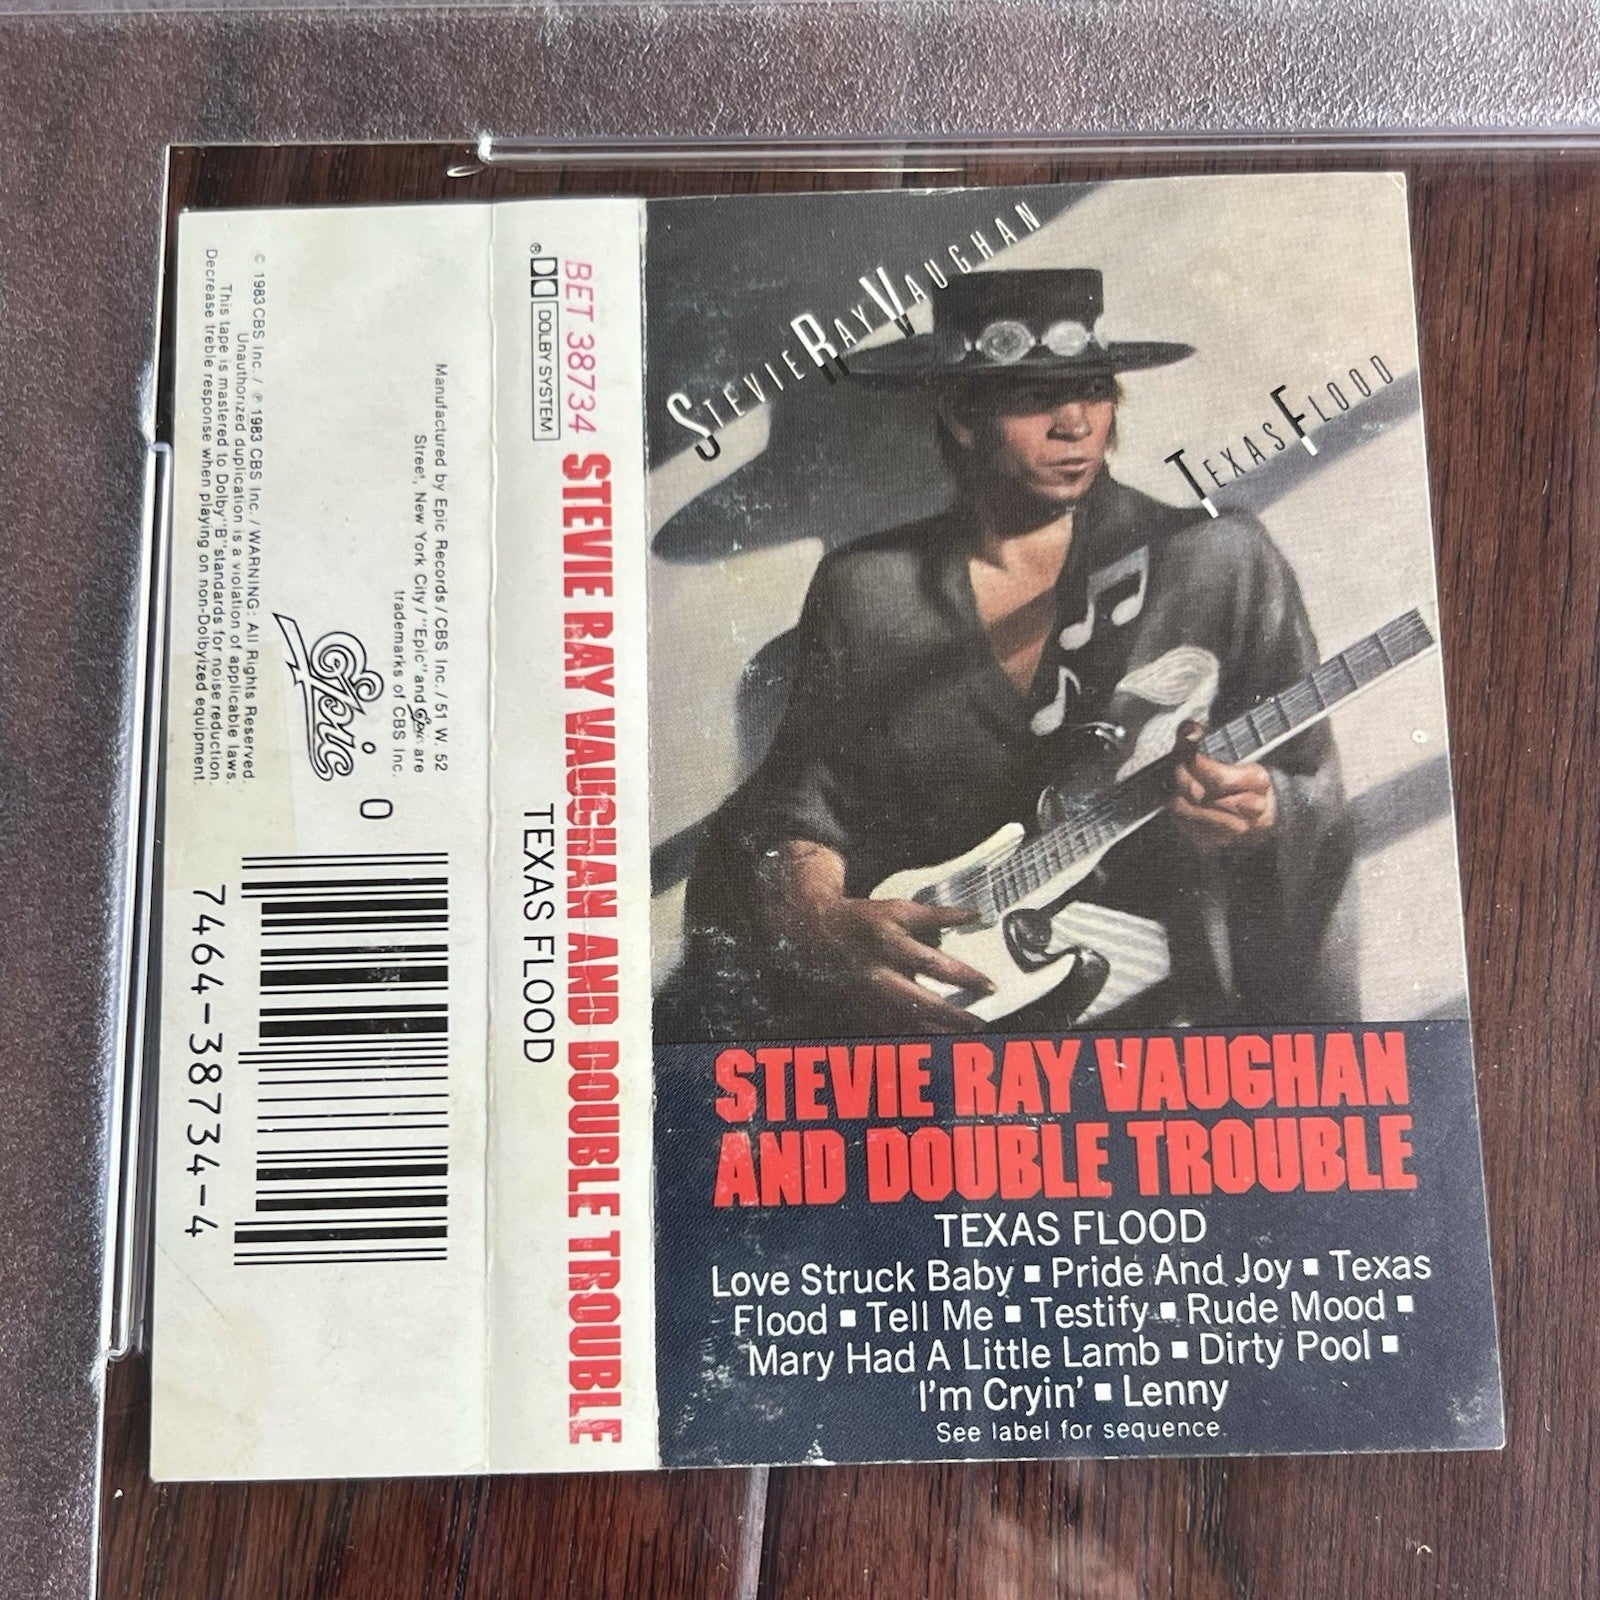 © 1983 CBS Inc. / ℗ 1983 CBS Inc. / WARNING: All Rights Reserved.
Unauthorized duplication is a violation of applicable laws.
This tape is mastered to Dolby "B" standards for noise reduction.
Decrease treble response when playing on non-Dolbyized equipment.
Manufactured by Epic Records / CBS Inc. / 51 W. 52
Street, New York City / "Epic" and Epic are
trademarks of CBS Inc.
Epic
0
7464-38734-4
BET 38734 STEVIE RAY VAUGHAN AND DOUBLE TROUBLE
® DOLBY SYSTEM
TEXAS FLOOD
STEVIE RAY VAUGHAN
TEXAS FLOOD
STEVIE RAY VAUGHAN
AND DOUBLE TROUBLE
TEXAS FLOOD
Love Struck Baby ■ Pride And Joy ■ Texas
Flood ■ Tell Me ■ Testify ■ Rude Mood ■
Mary Had A Little Lamb ■ Dirty Pool ■
I'm Cryin' ■ Lenny
See label for sequence.